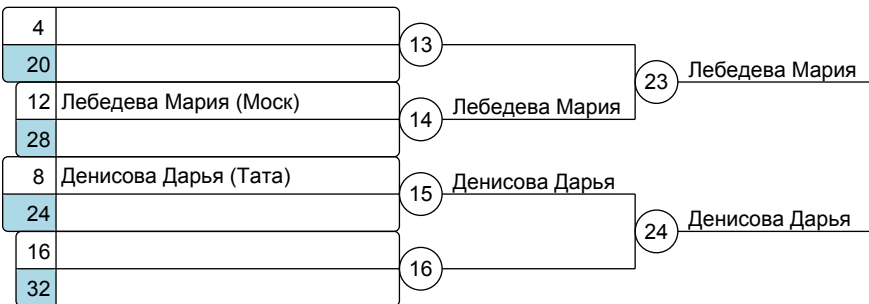 4
13
20
23 Лебедева Мария
12 Лебедева Мария (Моск)
14 Лебедева Мария
28
8 Денисова Дарья (Тата)
15 Денисова Дарья
24
24 Денисова Дарья
16
16
32